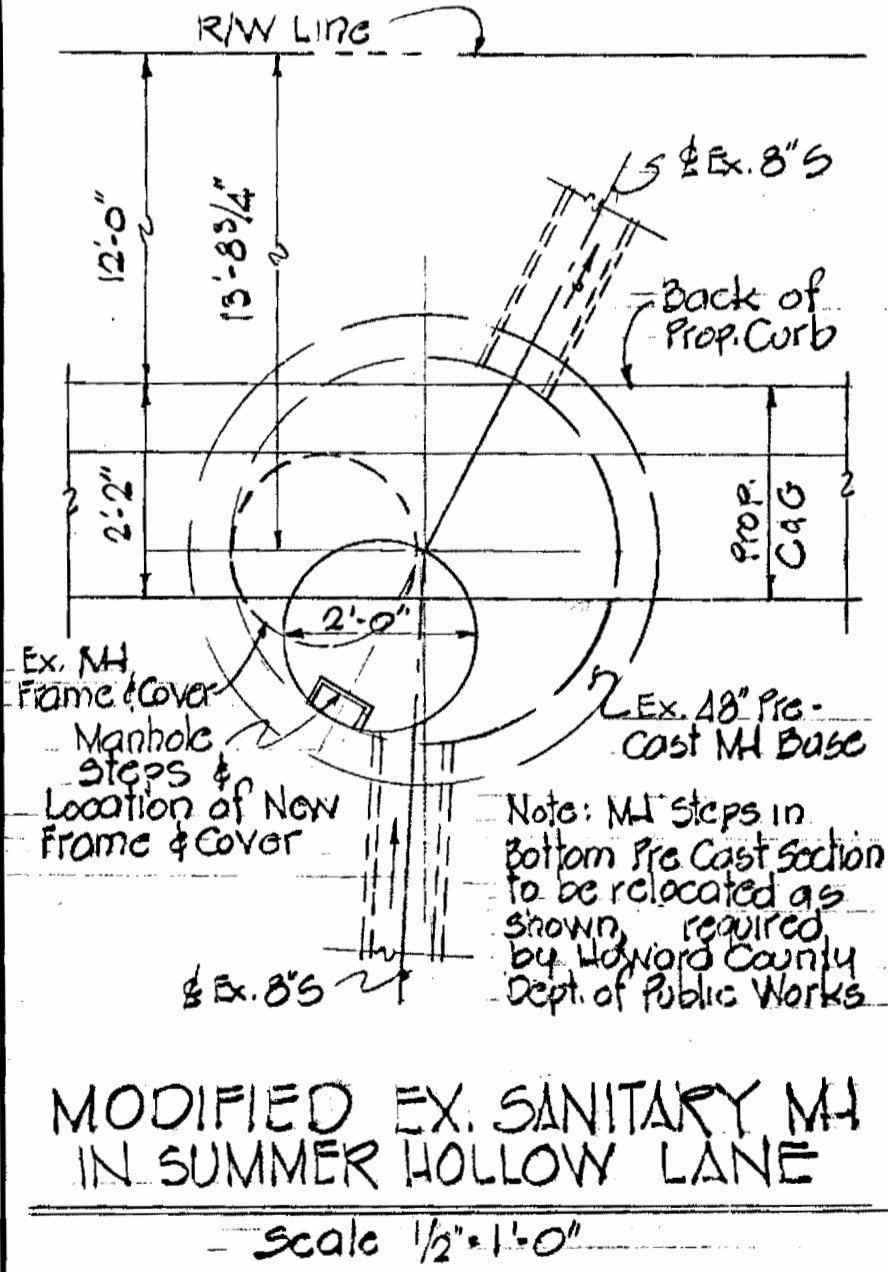 R/W Line
12'-0"
13'-8 3/4"
℄ Ex. 8" S
Back of
Prop. Curb
2'-2"
Prop.
C&G
2'-0"
Ex. MH
Frame & Cover
Manhole
Steps &
Location of New
Frame & Cover
Ex. 48" Pre-
Cast MH Base
Note: MH Steps in
Bottom Pre Cast Section
to be relocated as
shown, required
by Howard County
Dept. of Public Works
℄ Ex. 8" S
MODIFIED EX. SANITARY MH
IN SUMMER HOLLOW LANE
Scale 1/2" = 1'-0"